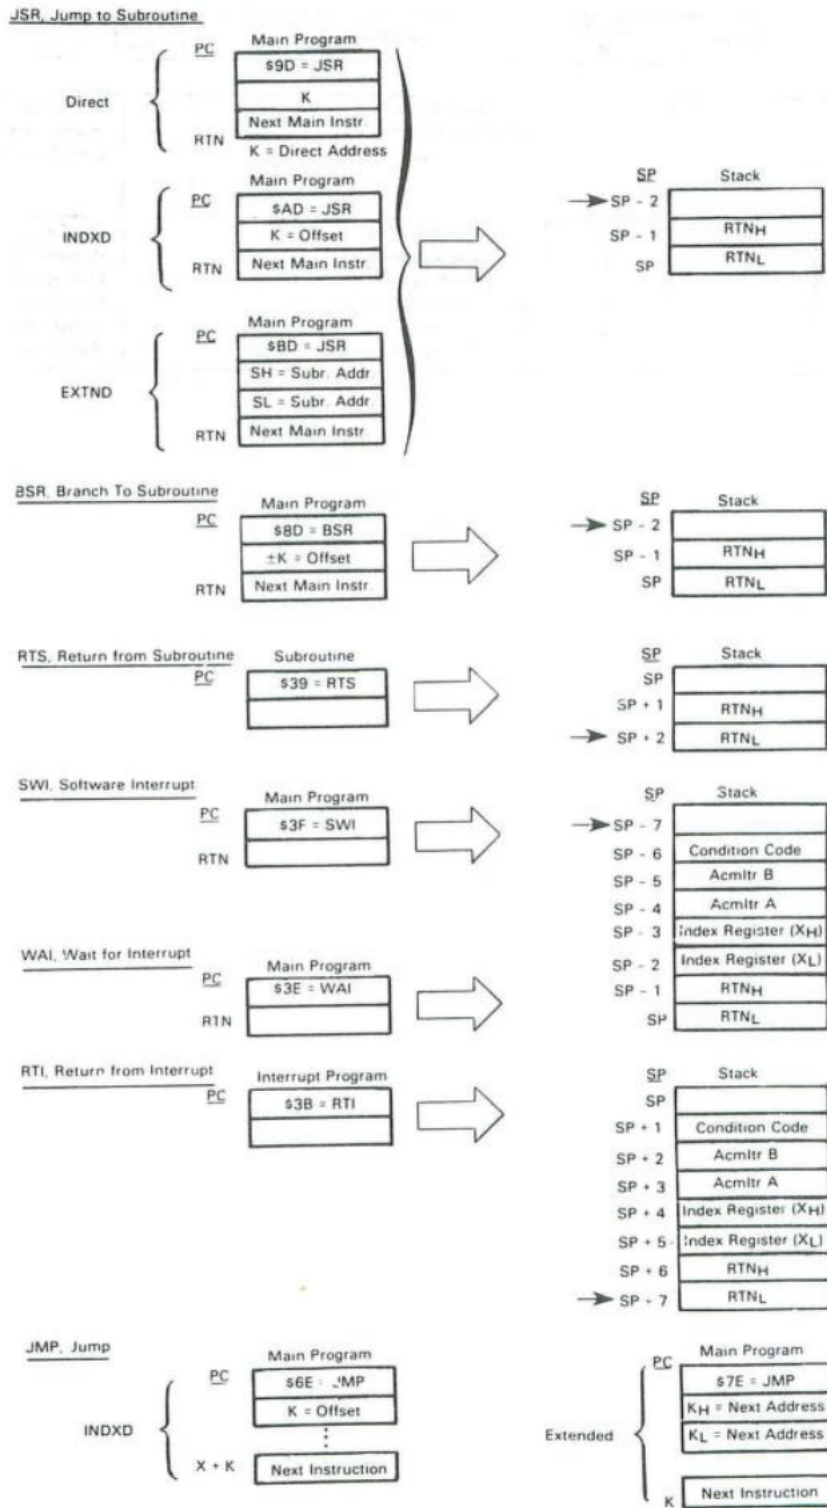 JSR, Jump to Subroutine
PC Main Program
$9D = JSR
Direct K
Next Main Instr.
RTN
K = Direct Address
Main Program
PC
$AD = JSR
INDXD K = Offset
RTN Next Main Instr.
Main Program
PC
$BD = JSR
SH = Subr. Addr.
EXTND
SL = Subr. Addr.
RTN Next Main Instr.
SP Stack
SP - 2
SP - 1 RTNH
SP RTNL
BSR, Branch To Subroutine
Main Program
PC
$8D = BSR
±K = Offset
RTN Next Main Instr.
SP Stack
SP - 2
SP - 1 RTNH
SP RTNL
RTS, Return from Subroutine
Subroutine
PC
$39 = RTS
SP Stack
SP
SP + 1 RTNH
SP + 2 RTNL
SWI, Software Interrupt
Main Program
PC
$3F = SWI
RTN
WAI, Wait for Interrupt
Main Program
PC
$3E = WAI
RTN
SP Stack
SP - 7
SP - 6 Condition Code
SP - 5 Acmltr B
SP - 4 Acmltr A
SP - 3 Index Register (XH)
SP - 2 Index Register (XL)
SP - 1 RTNH
SP RTNL
RTI, Return from Interrupt
Interrupt Program
PC
$3B = RTI
SP Stack
SP
SP + 1 Condition Code
SP + 2 Acmltr B
SP + 3 Acmltr A
SP + 4 Index Register (XH)
SP + 5 Index Register (XL)
SP + 6 RTNH
SP + 7 RTNL
JMP, Jump
Main Program
PC
$6E = JMP
K = Offset
INDXD
X + K Next Instruction
Main Program
PC
$7E = JMP
KH = Next Address
Extended
KL = Next Address
K Next Instruction